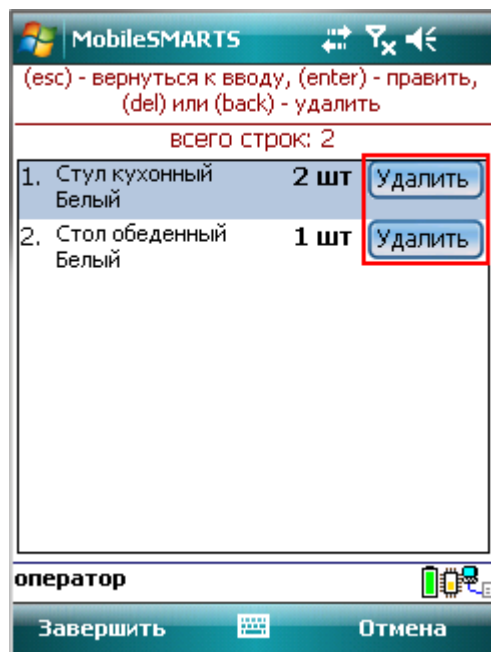 MobileSMARTS
(esc) - вернуться к вводу, (enter) - править,
(del) или (back) - удалить
всего строк: 2
1. Стул кухонный 2 шт Удалить
Белый
2. Стол обеденный 1 шт Удалить
Белый
оператор
Завершить Отмена